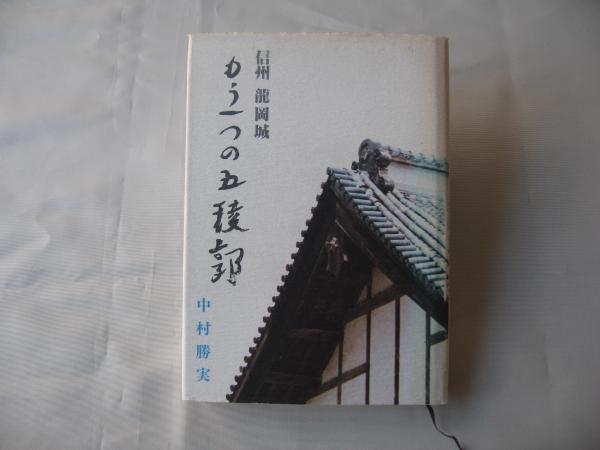 信州 龍岡城
もう一つの五稜郭
中村勝実